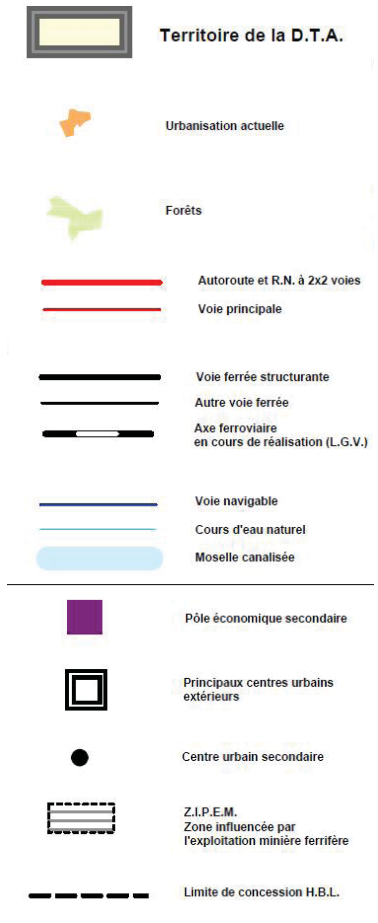 Territoire de la D.T.A.
Urbanisation actuelle
Forêts
Autoroute et R.N. à 2x2 voies
Voie principale
Voie ferrée structurante
Autre voie ferrée
Axe ferroviaire
en cours de réalisation (L.G.V.)
Voie navigable
Cours d'eau naturel
Moselle canalisée
Pôle économique secondaire
Principaux centres urbains
extérieurs
Centre urbain secondaire
Z.I.P.E.M.
Zone influencée par
l'exploitation minière ferrifère
Limite de concession H.B.L.